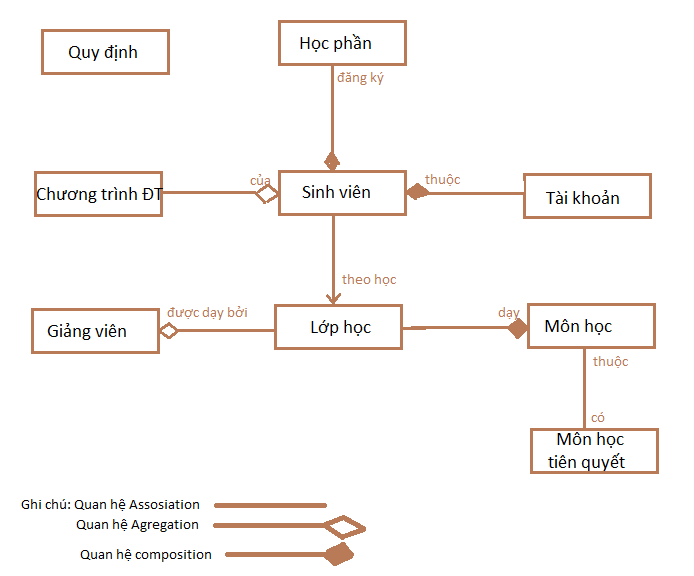 Quy định
Học phần
đăng ký
Chương trình ĐT
của
Sinh viên
thuộc
Tài khoản
theo học
Giảng viên
được dạy bởi
Lớp học
dạy
Môn học
thuộc
có
Môn học
tiên quyết
Ghi chú: Quan hệ Assosiation
Quan hệ Agregation
Quan hệ composition